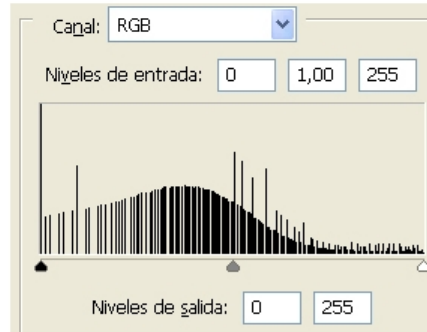 Canal: RGB
Niveles de entrada: 0 1,00 255
Niveles de salida: 0 255